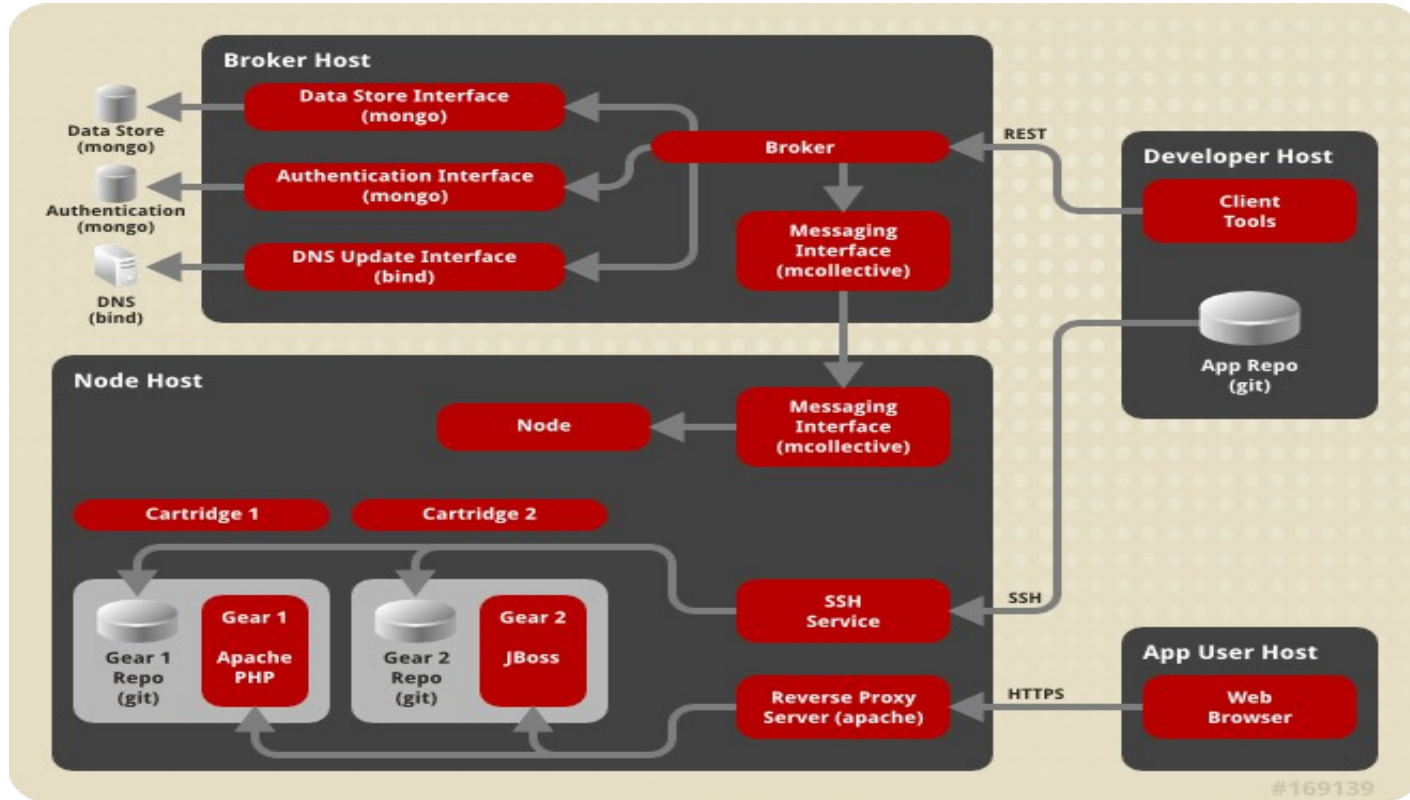 Broker Host
Data Store Interface
(mongo)
Data Store
(mongo)
Broker
REST
Authentication Interface
(mongo)
Authentication
(mongo)
Messaging
Interface
(mcollective)
DNS Update Interface
(bind)
DNS
(bind)
Developer Host
Client
Tools
App Repo
(git)
Node Host
Messaging
Interface
(mcollective)
Node
Cartridge 1
Cartridge 2
Gear 1
Repo
(git)
Gear 1
Apache
PHP
Gear 2
Repo
(git)
Gear 2
JBoss
SSH
Service
SSH
Reverse Proxy
Server (apache)
HTTPS
App User Host
Web
Browser
#169139